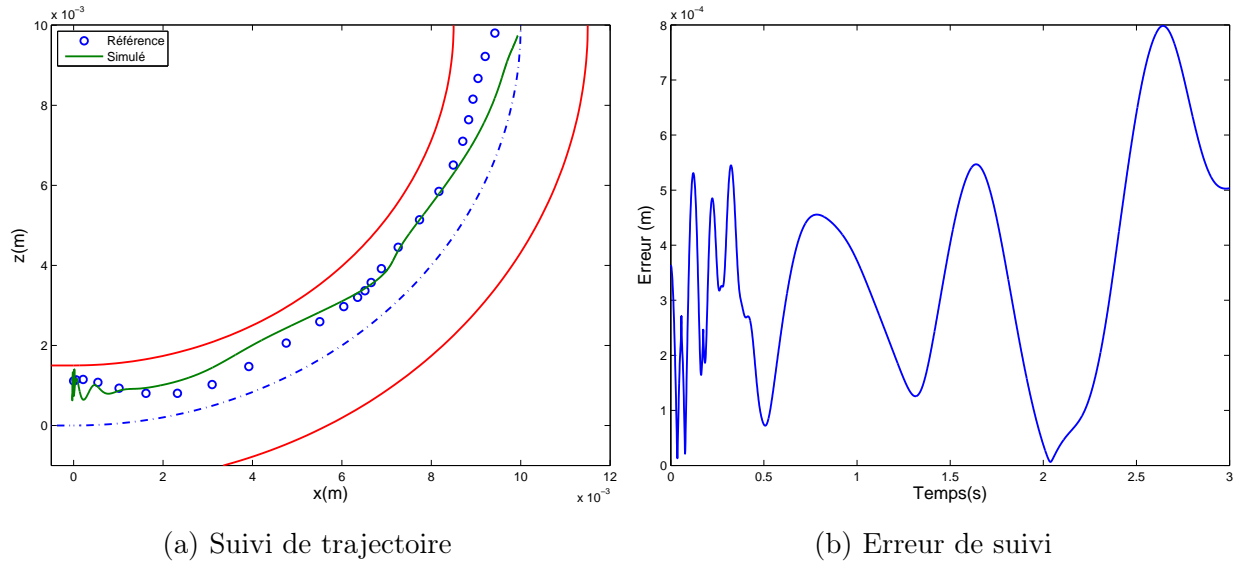 x(m)
x 10⁻³
10
8
6
4
2
0
z(m)
Référence
Simulé
0
2
4
6
8
10
12
x(m)
x 10⁻³
x 10⁻⁴
8
7
6
5
4
3
2
1
0
Erreur (m)
0
0.5
1
1.5
2
2.5
3
Temps(s)
(a) Suivi de trajectoire
(b) Erreur de suivi